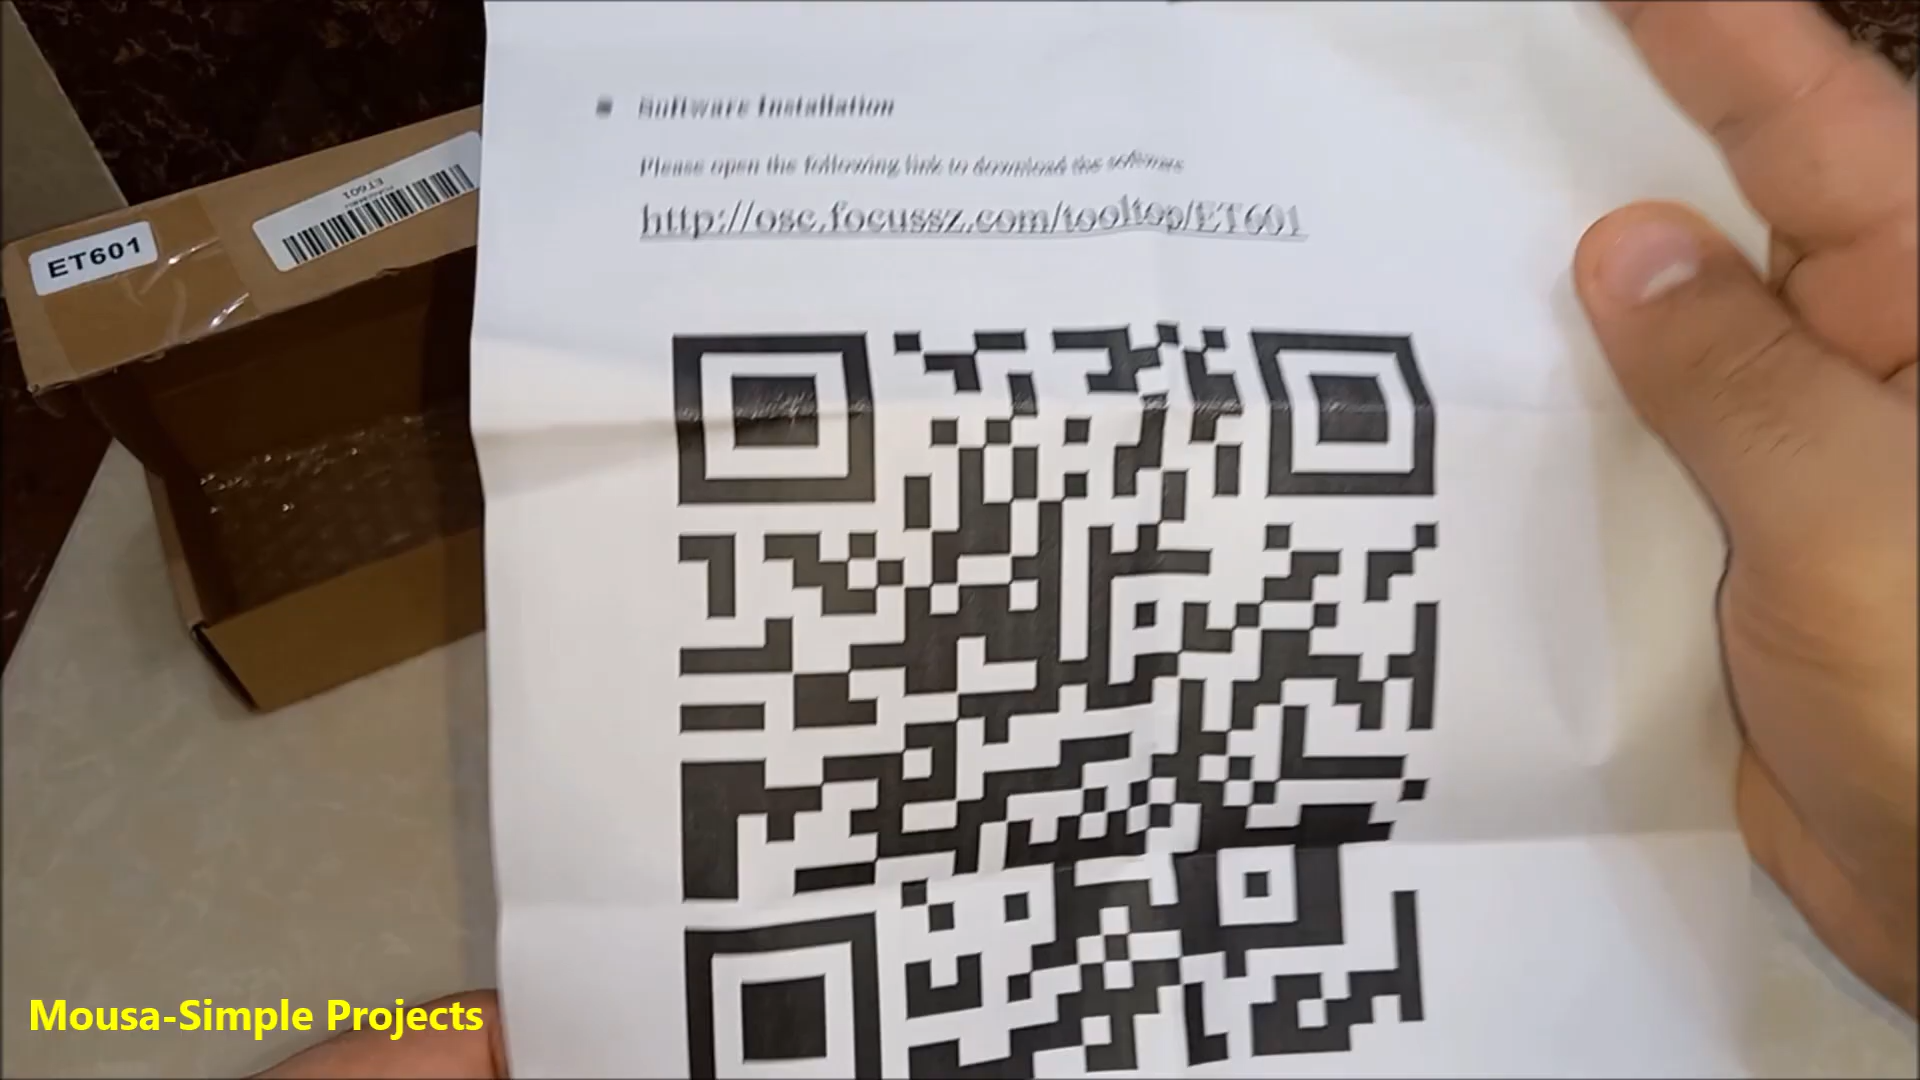 Software Installation
Please open the following link to download the softwares
http://osc.focussz.com/tooltop/ET601
ET601
ET601
Mousa-Simple Projects